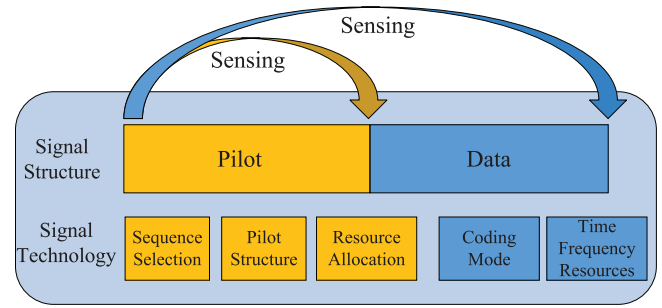 Sensing
Sensing
Signal
Structure
Pilot
Data
Signal
Technology
Sequence
Selection
Pilot
Structure
Resource
Allocation
Coding
Mode
Time
Frequency
Resources